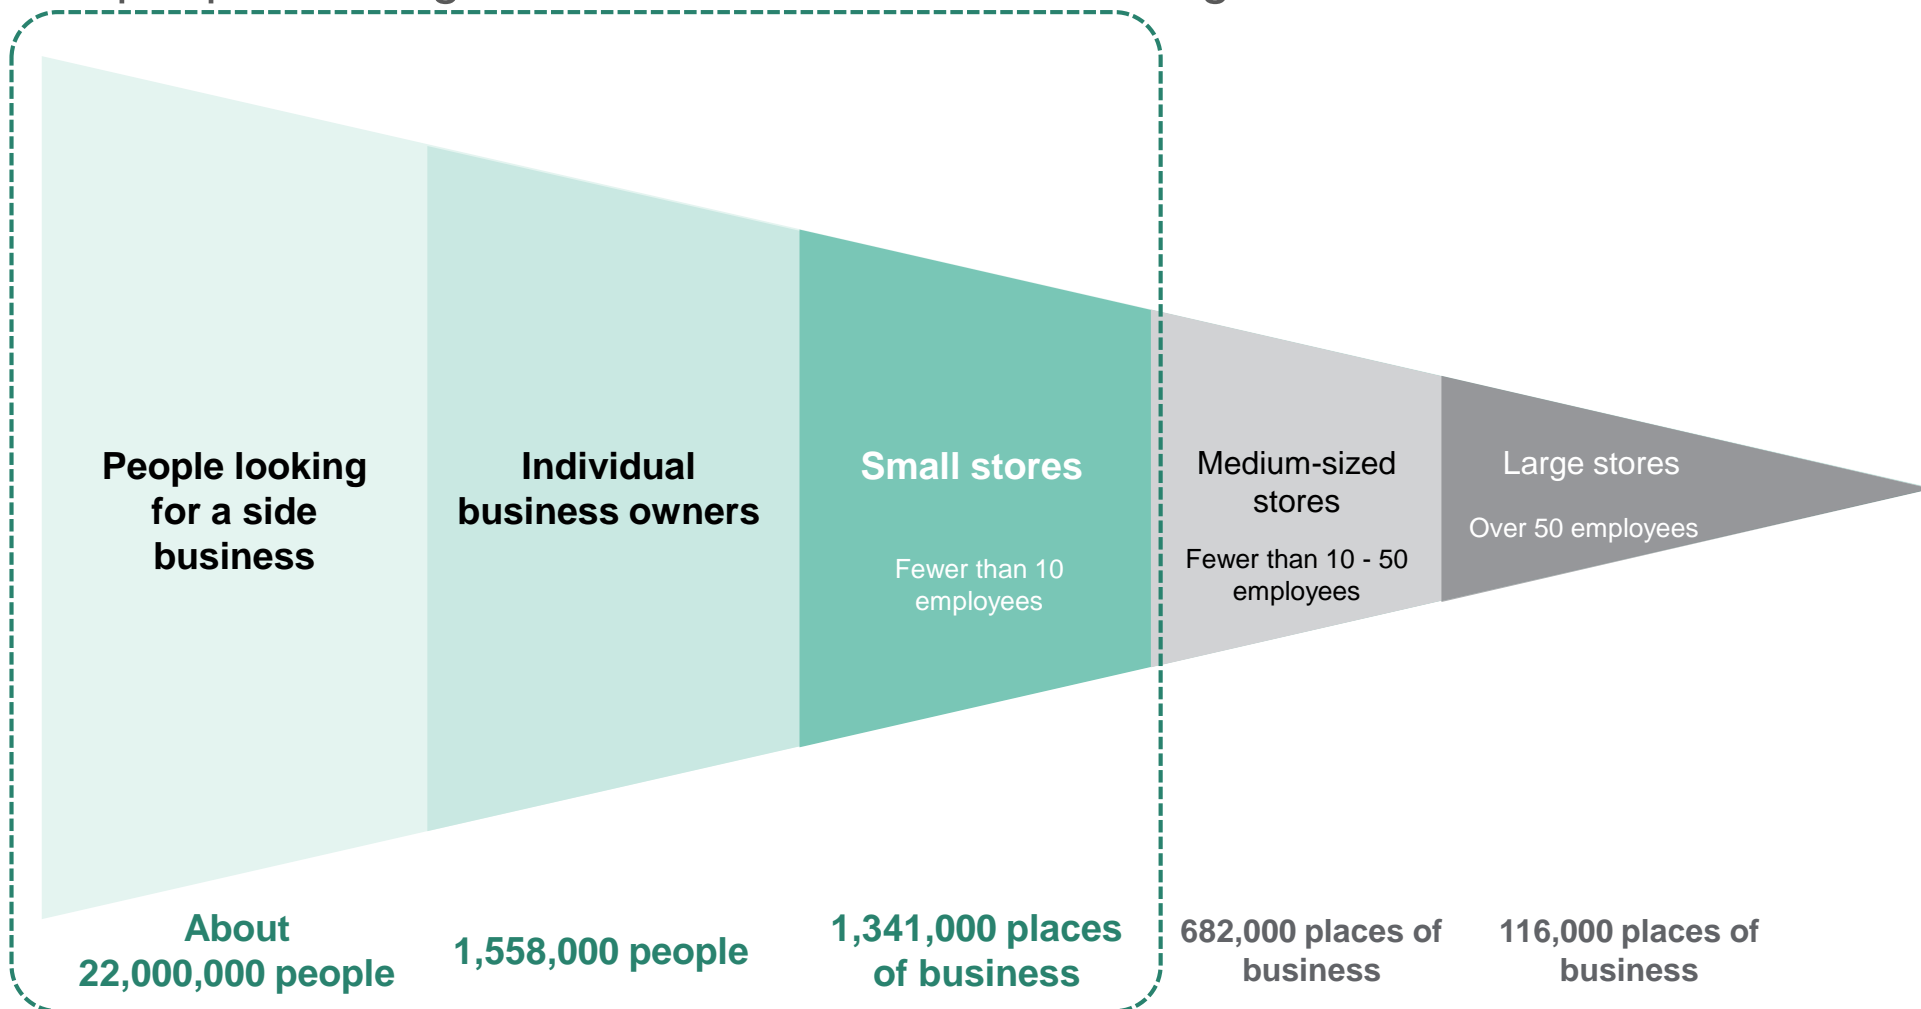 People looking
for a side
business
Individual
business owners
Small stores
Fewer than 10
employees
Medium-sized
stores
Fewer than 10 - 50
employees
Large stores
Over 50 employees
About
22,000,000 people
1,558,000 people
1,341,000 places
of business
682,000 places of
business
116,000 places of
business